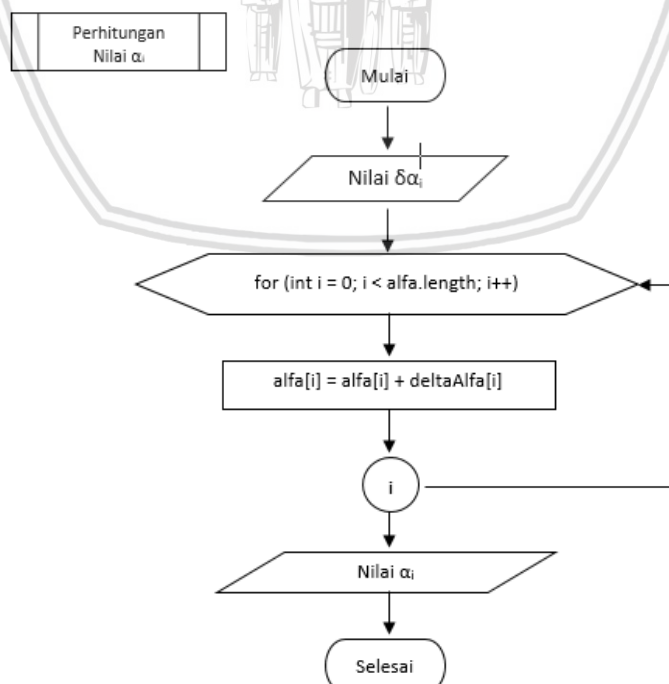 Perhitungan
Nilai αᵢ
Mulai
Nilai δαᵢ
for (int i = 0; i < alfa.length; i++)
alfa[i] = alfa[i] + deltaAlfa[i]
i
Nilai αᵢ
Selesai